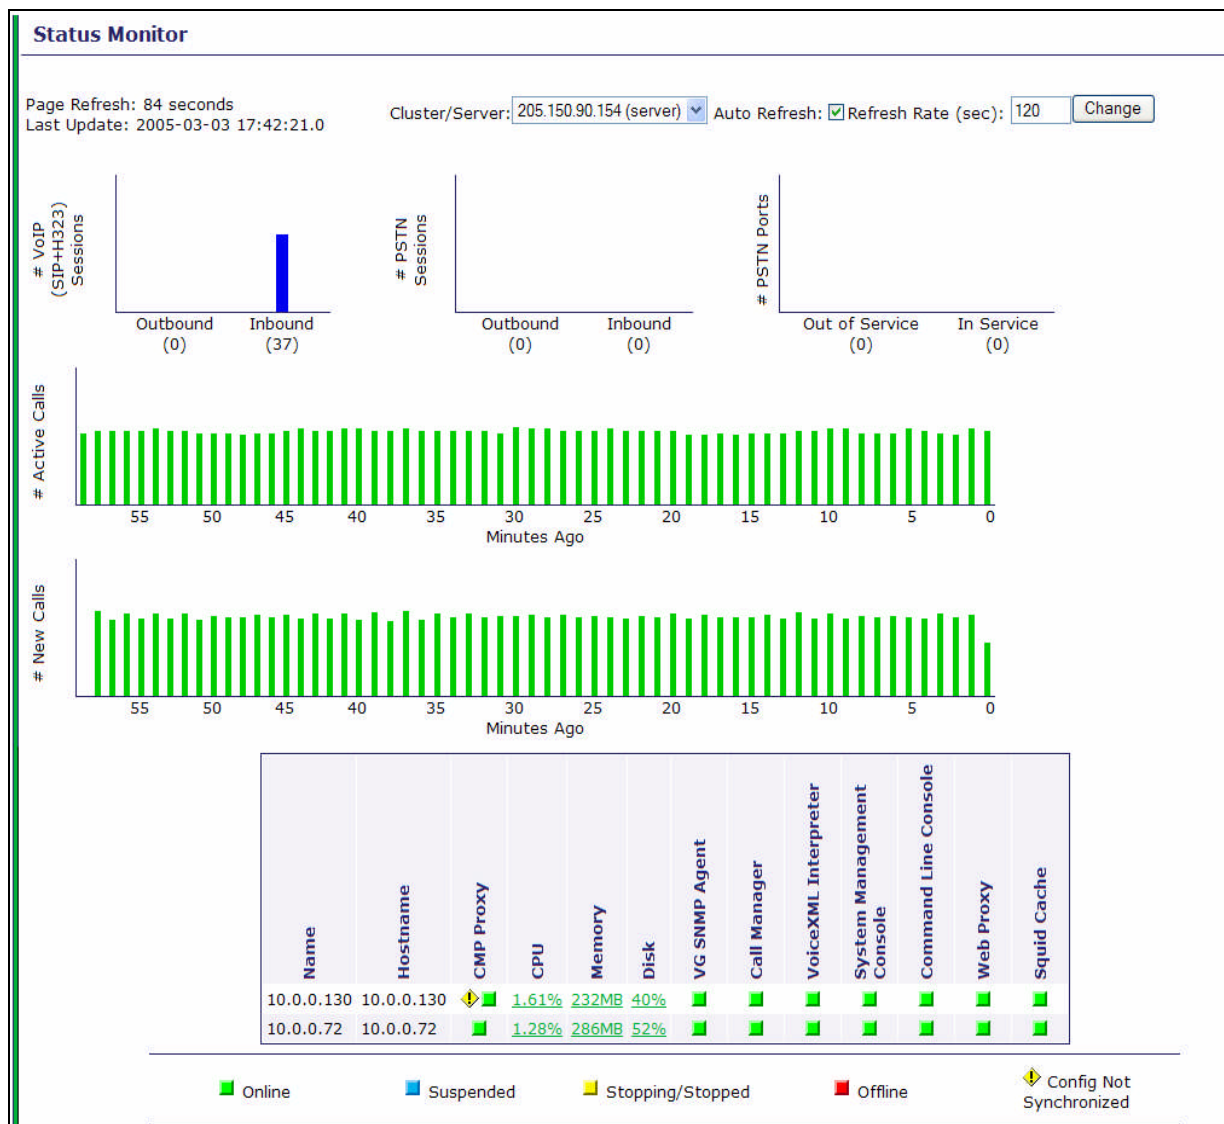 Status Monitor
Page Refresh: 84 seconds
Last Update: 2005-03-03 17:42:21.0
Cluster/Server: 205.150.90.154 (server) Auto Refresh: Refresh Rate (sec): 120 Change
# VoIP
(SIP+H323)
Sessions
Outbound Inbound
(0) (37)
# PSTN
Sessions
Outbound Inbound
(0) (0)
# PSTN Ports
Out of Service In Service
(0) (0)
# Active Calls
55 50 45 40 35 30 25 20 15 10 5 0
Minutes Ago
# New Calls
55 50 45 40 35 30 25 20 15 10 5 0
Minutes Ago
Name Hostname CMP Proxy CPU Memory Disk VG SNMP Agent Call Manager VoiceXML Interpreter System Management Console Command Line Console Web Proxy Squid Cache
10.0.0.130 10.0.0.130 1.61% 232MB 40%
10.0.0.72 10.0.0.72 1.28% 286MB 52%
Online Suspended Stopping/Stopped Offline Config Not
Synchronized